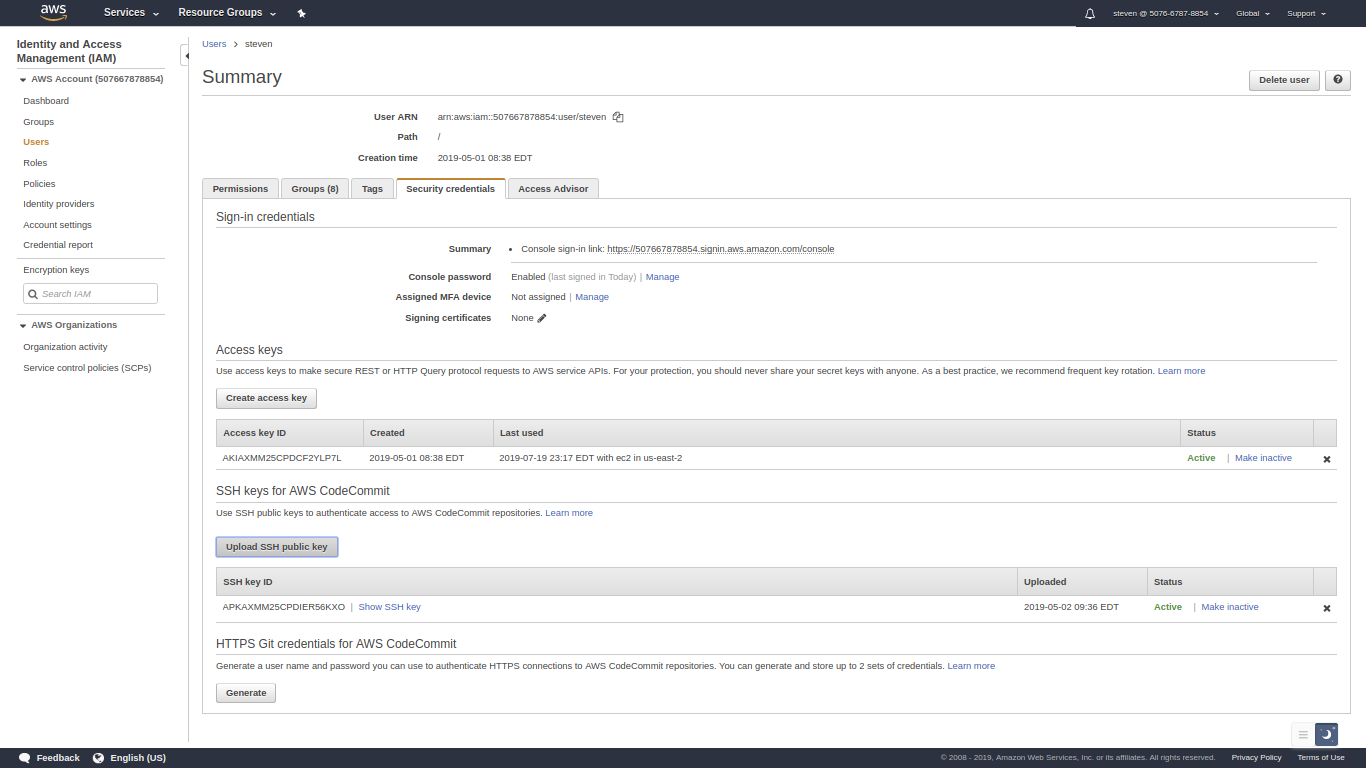 aws
Services
Resource Groups
steven @ 5076-6787-8854
Global
Support
Identity and Access
Management (IAM)
AWS Account (507667878854)
Dashboard
Groups
Users
Roles
Policies
Identity providers
Account settings
Credential report
Encryption keys
Search IAM
AWS Organizations
Organization activity
Service control policies (SCPs)
Users > steven
Summary
Delete user
User ARN arn:aws:iam::507667878854:user/steven
Path /
Creation time 2019-05-01 08:38 EDT
Permissions
Groups (8)
Tags
Security credentials
Access Advisor
Sign-in credentials
Summary • Console sign-in link: https://507667878854.signin.aws.amazon.com/console
Console password Enabled (last signed in Today) | Manage
Assigned MFA device Not assigned | Manage
Signing certificates None
Access keys
Use access keys to make secure REST or HTTP Query protocol requests to AWS service APIs. For your protection, you should never share your secret keys with anyone. As a best practice, we recommend frequent key rotation. Learn more
Create access key
Access key ID Created Last used Status
AKIAXMM25CPDCF2YLP7L 2019-05-01 08:38 EDT 2019-07-19 23:17 EDT with ec2 in us-east-2 Active | Make inactive
SSH keys for AWS CodeCommit
Use SSH public keys to authenticate access to AWS CodeCommit repositories. Learn more
Upload SSH public key
SSH key ID Uploaded Status
APKAXMM25CPDIER56KXO | Show SSH key 2019-05-02 09:36 EDT Active | Make inactive
HTTPS Git credentials for AWS CodeCommit
Generate a user name and password you can use to authenticate HTTPS connections to AWS CodeCommit repositories. You can generate and store up to 2 sets of credentials. Learn more
Generate
Feedback
English (US)
© 2008 - 2019, Amazon Web Services, Inc. or its affiliates. All rights reserved.
Privacy Policy
Terms of Use